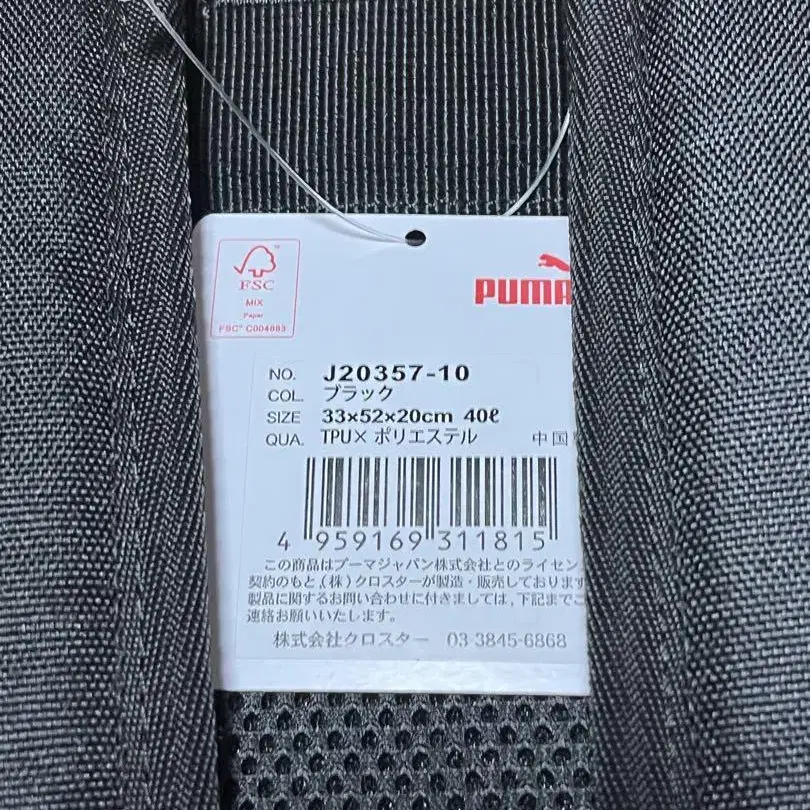 FSC
MIX
Paper
FSC® C004883
PUMA
NO. J20357-10
COL. ブラック
SIZE 33×52×20cm 40ℓ
QUA. TPU×ポリエステル 中国
4 959169 311815
この商品はプーマジャパン株式会社とのライセン
契約のもと、(株)クロスターが製造・販売しております
製品に関するお問い合わせに付きましては、下記までご
連絡お願いいたします。
株式会社クロスター 03-3845-6868